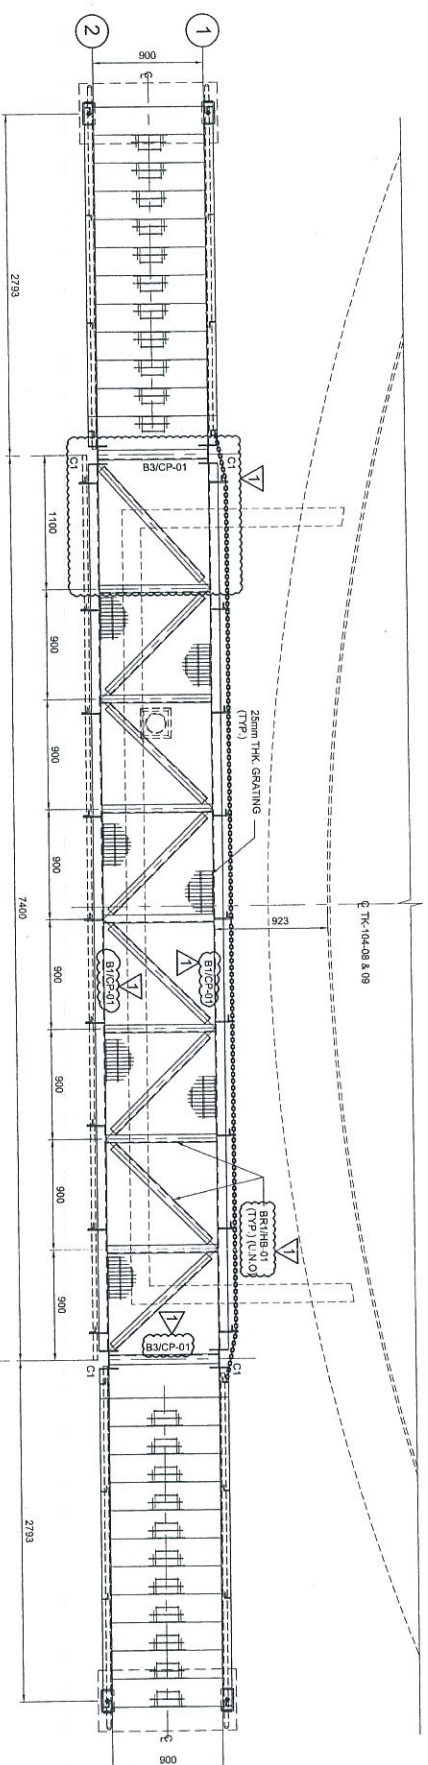 2
1
900
℄
2793
B3/CP-01
C1
C1
1
1100
900
900
900
900
900
900
900
7400
25mm THK. GRATING
(TYP.)
℄ TK-104-08 & 09
923
B1/CP-01
1
B1/CP-01
1
BR1/HB-01
(TYP.) (U.N.O)
1
B3/CP-01
1
C1
C1
2793
℄
900